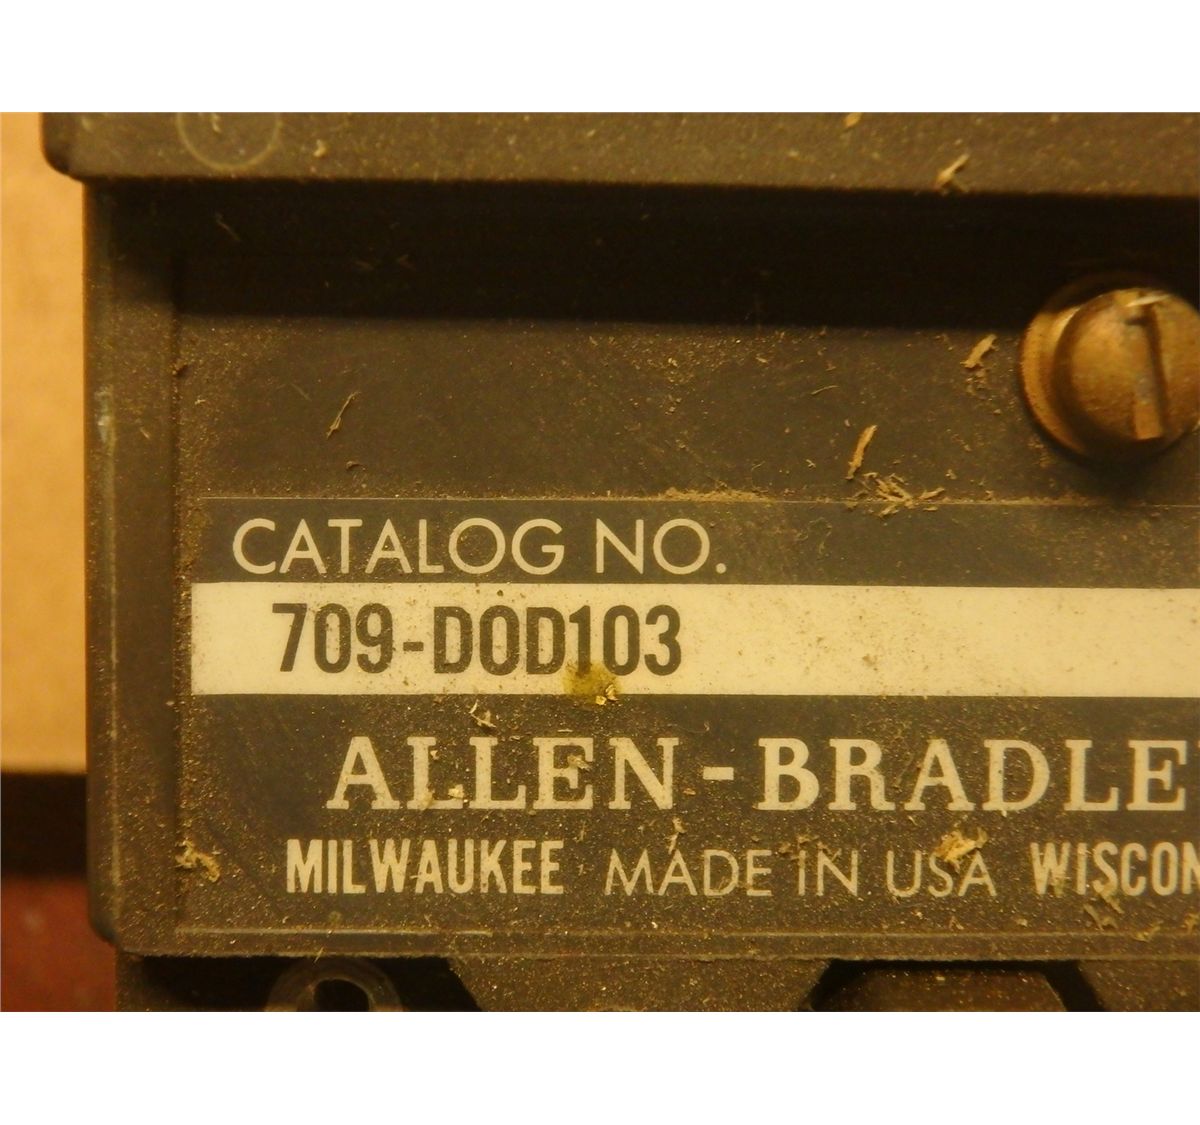 CATALOG NO.
709-DOD103
ALLEN-BRADLE
MILWAUKEE MADE IN USA WISCON